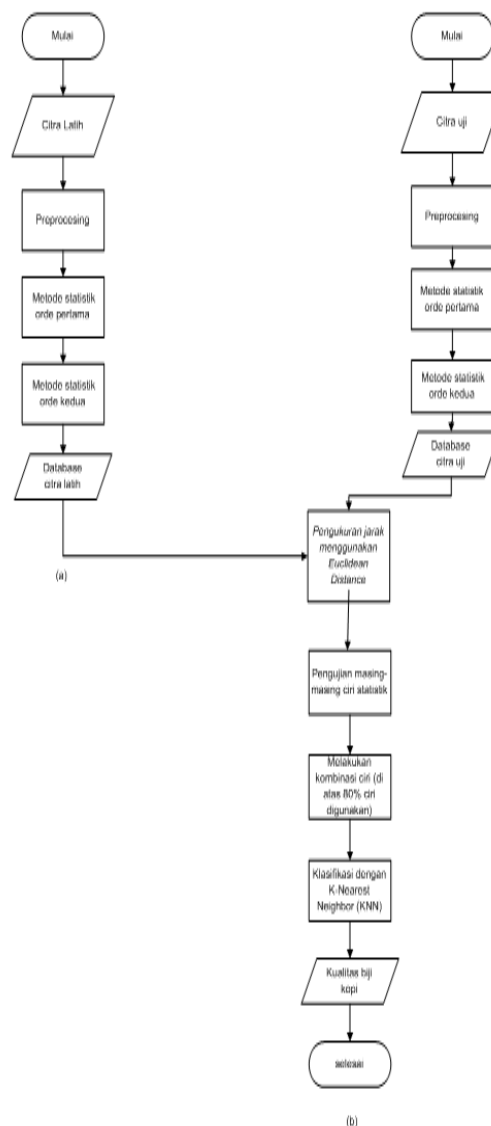 Mulai
Citra Latih
Preprocesing
Metode statistik
orde pertama
Metode statistik
orde kedua
Database
citra latih
(a)
Mulai
Citra uji
Preprocesing
Metode statistik
orde pertama
Metode statistik
orde kedua
Database
citra uji
Pengukuran jarak
menggunakan
Euclidean
Distance
Pengujian masing-
masing ciri statistik
Melakukan
kombinasi ciri (di
atas 80% ciri
digunakan)
Klasifikasi dengan
K-Nearest
Neighbor (KNN)
Kualitas biji
kopi
selesai
(b)